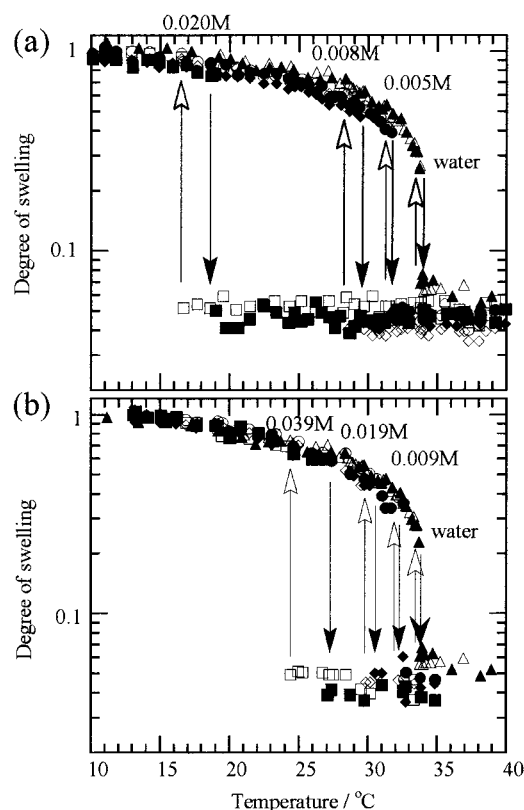 (a)
0.020M
0.008M
0.005M
water
1
0.1
Degree of swelling
(b)
0.039M
0.019M
0.009M
water
1
0.1
Degree of swelling
10 15 20 25 30 35 40
Temperature / °C